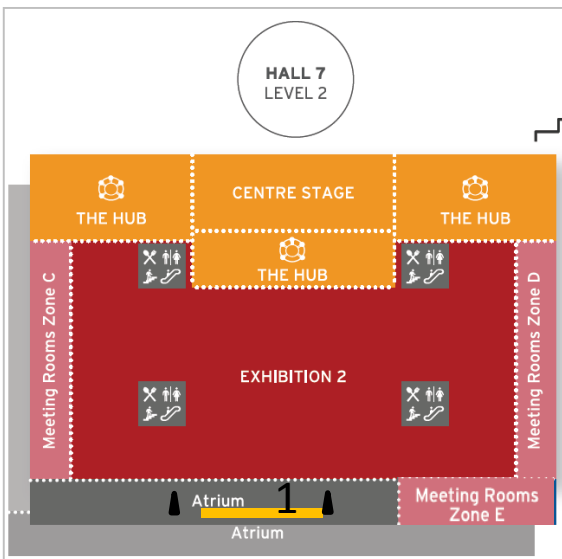 HALL 7
LEVEL 2
THE HUB
CENTRE STAGE
THE HUB
THE HUB
Meeting Rooms Zone C
EXHIBITION 2
Meeting Rooms Zone D
Atrium
1
Meeting Rooms
Zone E
Atrium